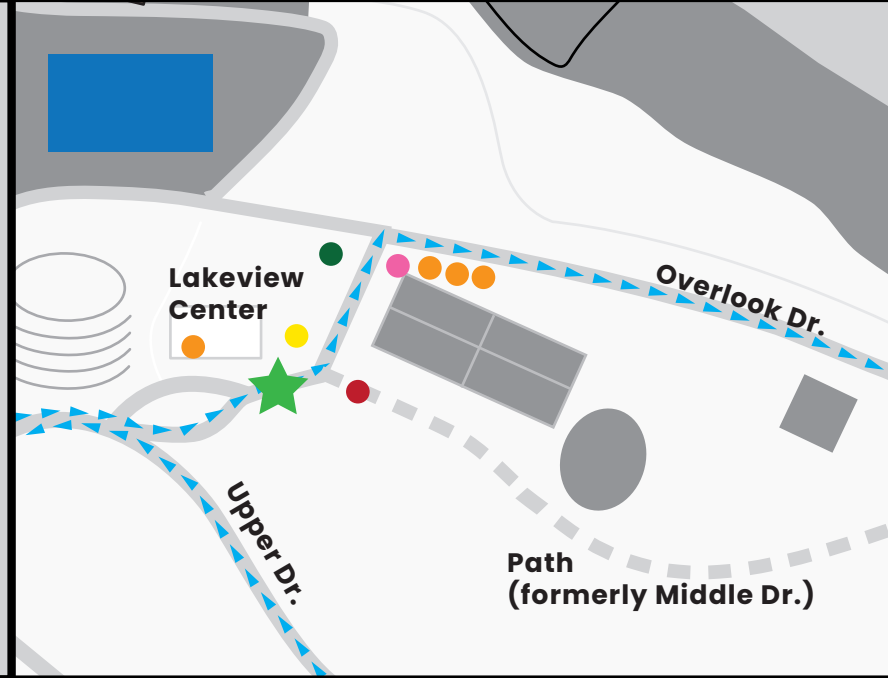 Lakeview
Center
Overlook Dr.
Upper Dr.
Path
(formerly Middle Dr.)